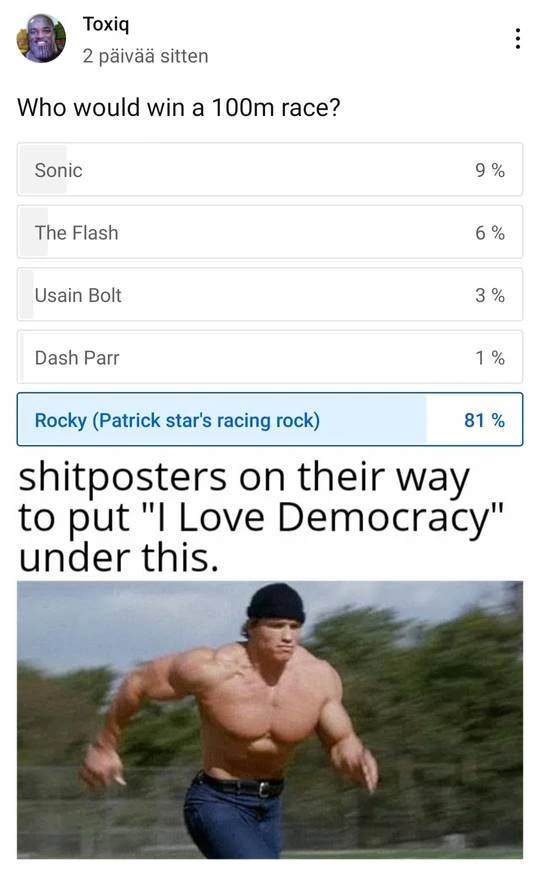 Toxiq
2 päivää sitten
Who would win a 100m race?
Sonic 9 %
The Flash 6 %
Usain Bolt 3 %
Dash Parr 1 %
Rocky (Patrick star's racing rock) 81 %
shitposters on their way
to put "I Love Democracy"
under this.